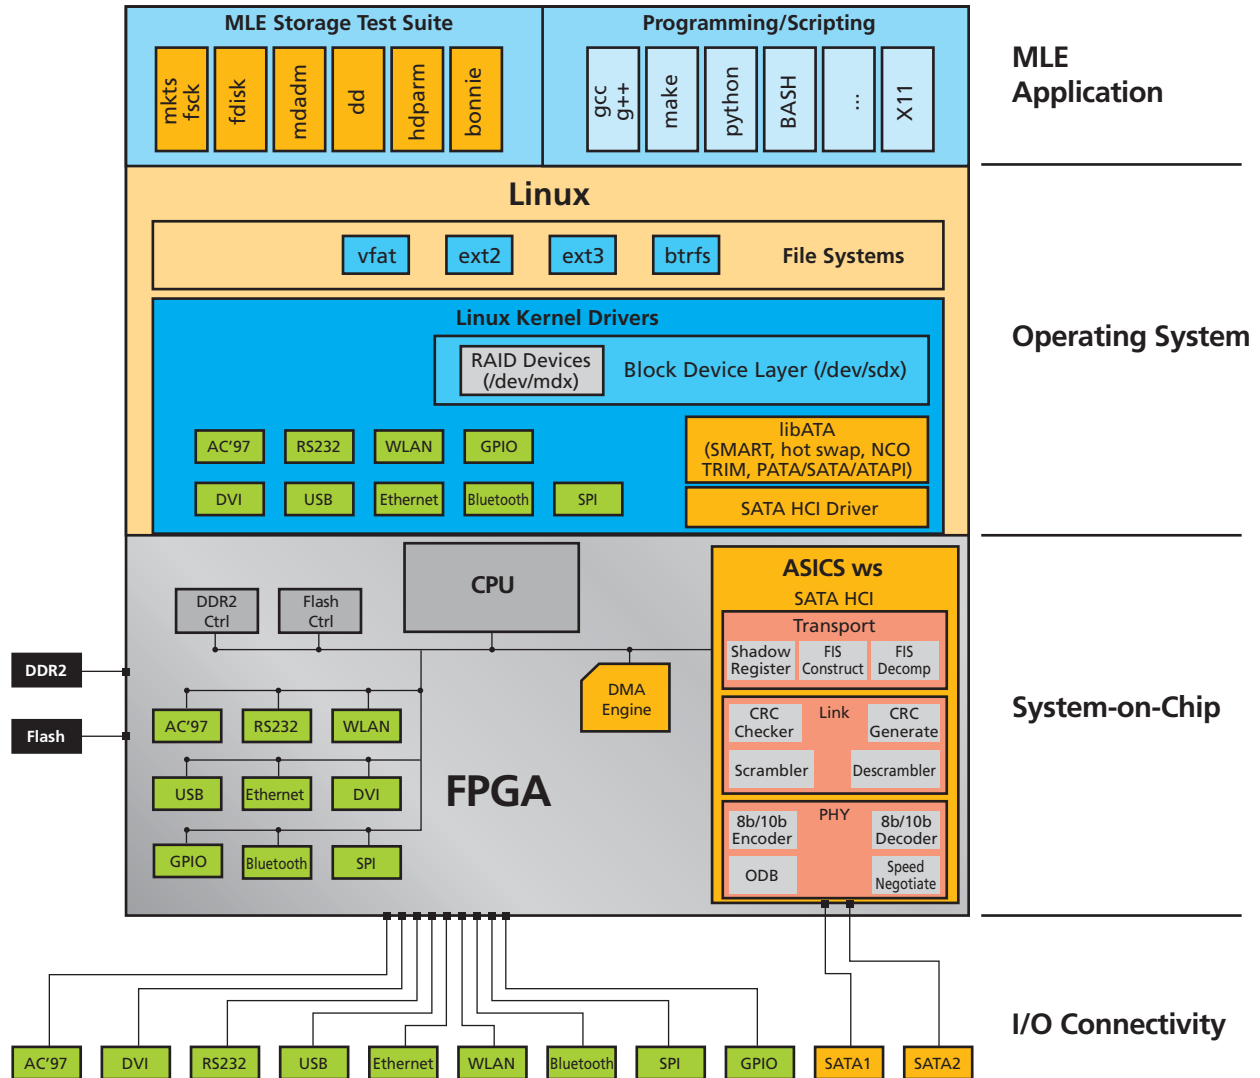 MLE Storage Test Suite
mkts
fsck
fdisk
mdadm
dd
hdparm
bonnie
Programming/Scripting
gcc
g++
make
python
BASH
...
X11
MLE
Application
Linux
vfat
ext2
ext3
btrfs
File Systems
Linux Kernel Drivers
RAID Devices
(/dev/mdx)
Block Device Layer (/dev/sdx)
AC'97
RS232
WLAN
GPIO
DVI
USB
Ethernet
Bluetooth
SPI
libATA
(SMART, hot swap, NCO
TRIM, PATA/SATA/ATAPI)
SATA HCI Driver
Operating System
DDR2
Flash
CPU
DDR2
Ctrl
Flash
Ctrl
DMA
Engine
AC'97
RS232
WLAN
USB
Ethernet
DVI
GPIO
Bluetooth
SPI
FPGA
ASICS ws
SATA HCI
Transport
Shadow
Register
FIS
Construct
FIS
Decomp
Link
CRC
Checker
CRC
Generate
Scrambler
Descrambler
PHY
8b/10b
Encoder
8b/10b
Decoder
ODB
Speed
Negotiate
System-on-Chip
AC'97
DVI
RS232
USB
Ethernet
WLAN
Bluetooth
SPI
GPIO
SATA1
SATA2
I/O Connectivity